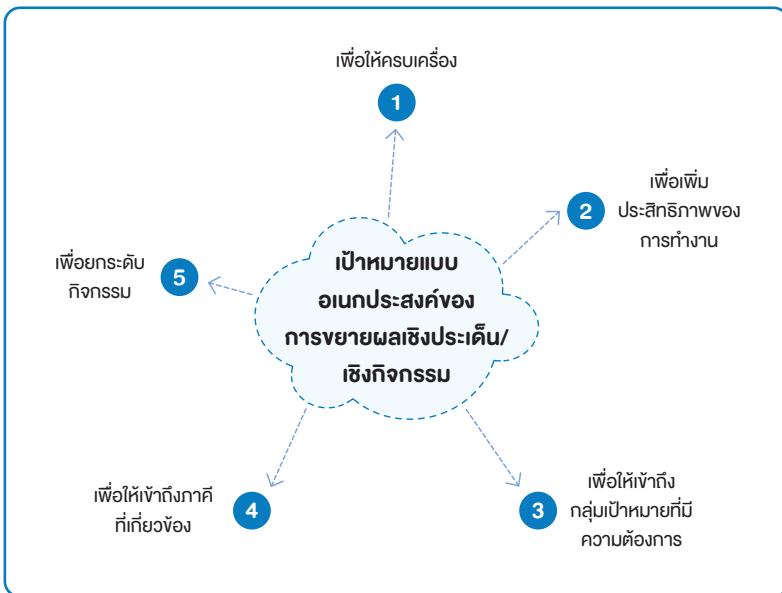 เพื่อให้ครบเครื่อง
1
2
เพื่อเพิ่ม
ประสิทธิภาพของ
การทำงาน
เป้าหมายแบบ
อเนกประสงค์ของ
การขยายผลเชิงประเด็น/
เชิงกิจกรรม
เพื่อยกระดับ
กิจกรรม
5
เพื่อให้เข้าถึงภาคี
ที่เกี่ยวข้อง
4
3
เพื่อให้เข้าถึง
กลุ่มเป้าหมายที่มี
ความต้องการ